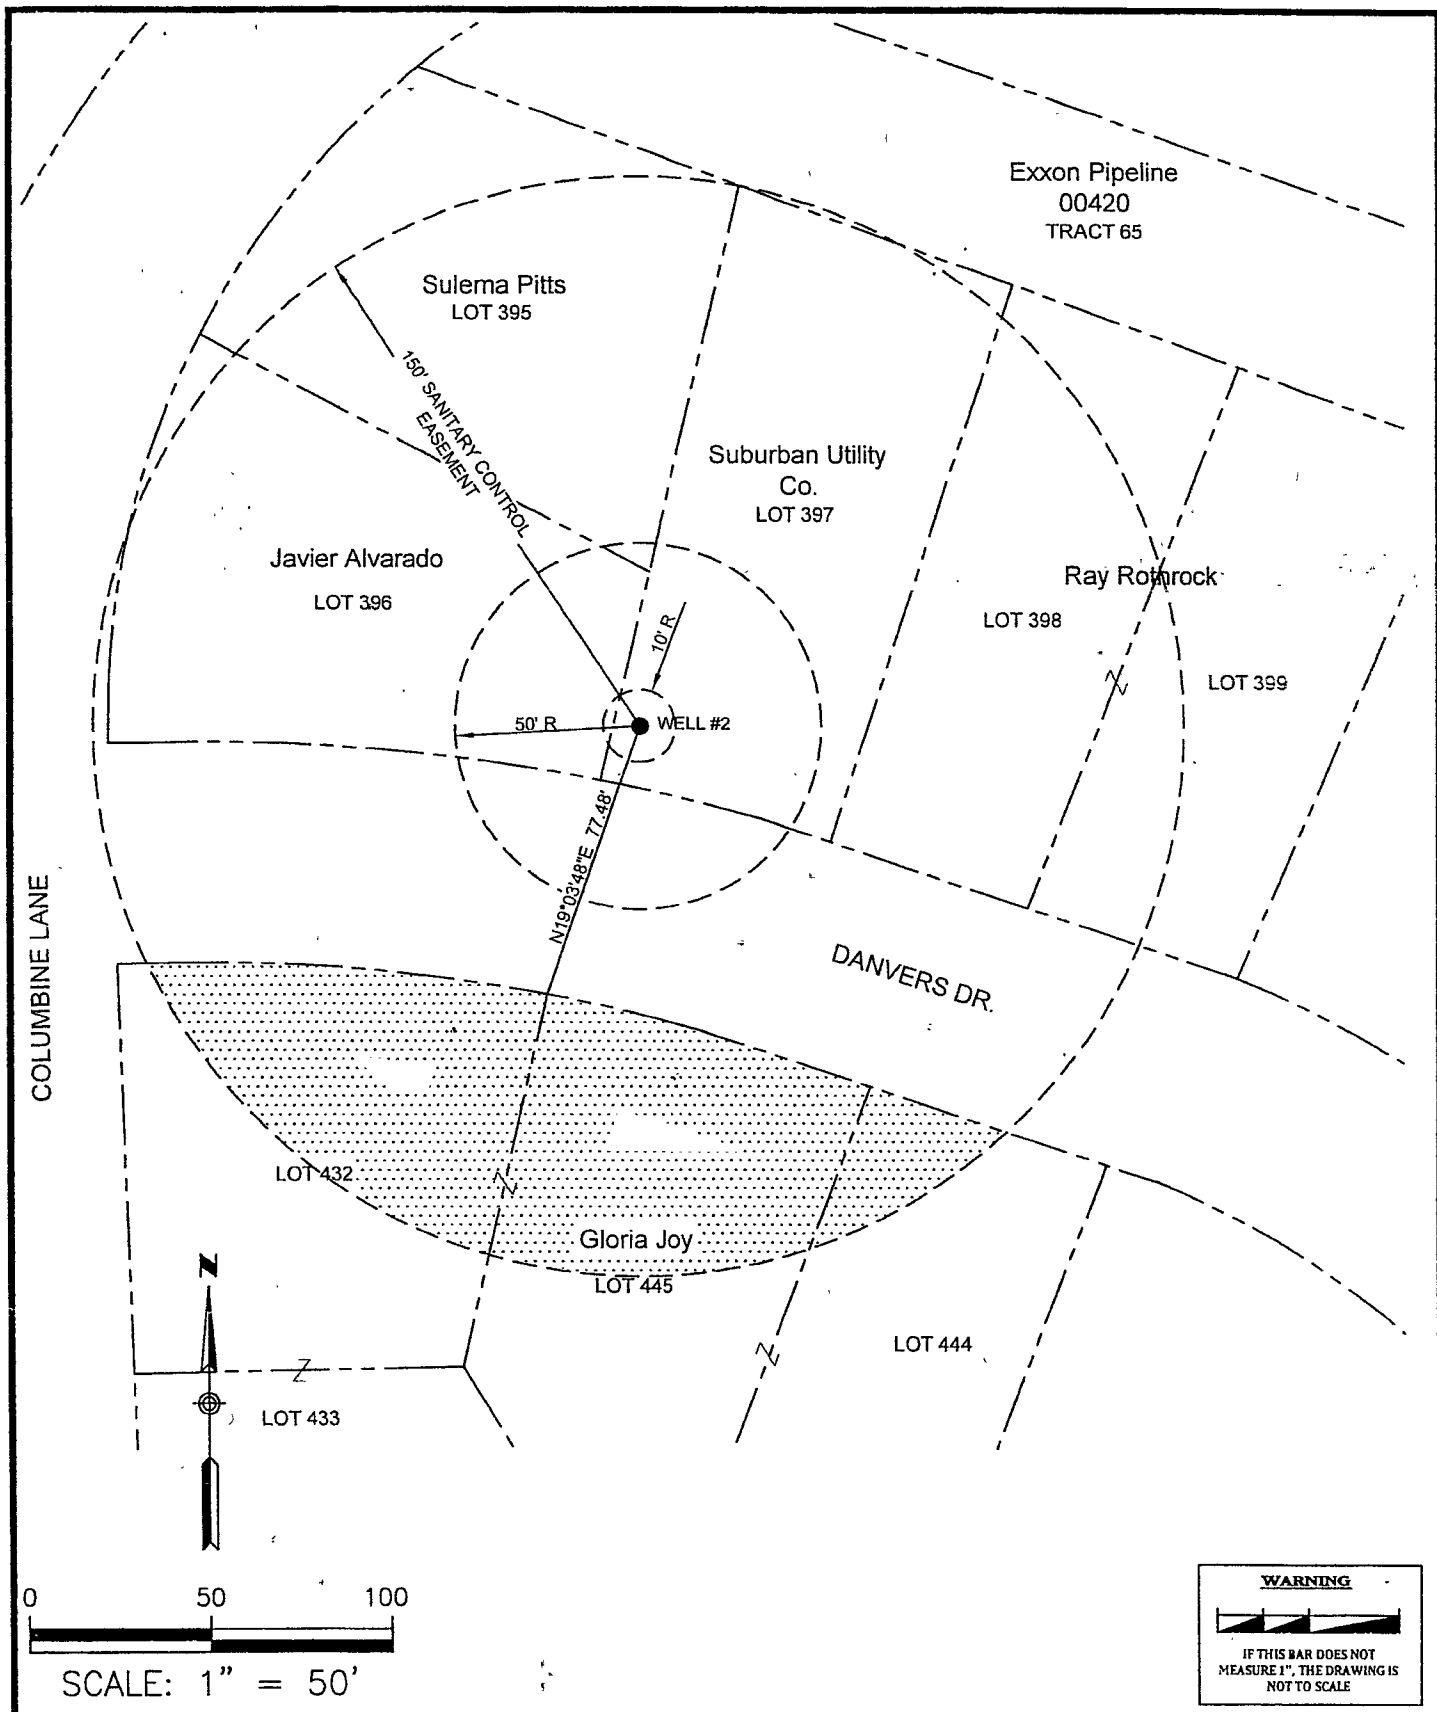 Exxon Pipeline
00420
TRACT 65
Sulema Pitts
LOT 395
150' SANITARY CONTROL
EASEMENT
Suburban Utility
Co.
LOT 397
Javier Alvarado
LOT 396
Ray Rothrock
LOT 398
LOT 399
10' R
50' R
WELL #2
N19°03'48"E 77.48'
COLUMBINE LANE
DANVERS DR.
LOT 432
Gloria Joy
LOT 445
LOT 444
LOT 433
N
0 50 100
SCALE: 1" = 50'
WARNING
IF THIS BAR DOES NOT
MEASURE 1", THE DRAWING IS
NOT TO SCALE